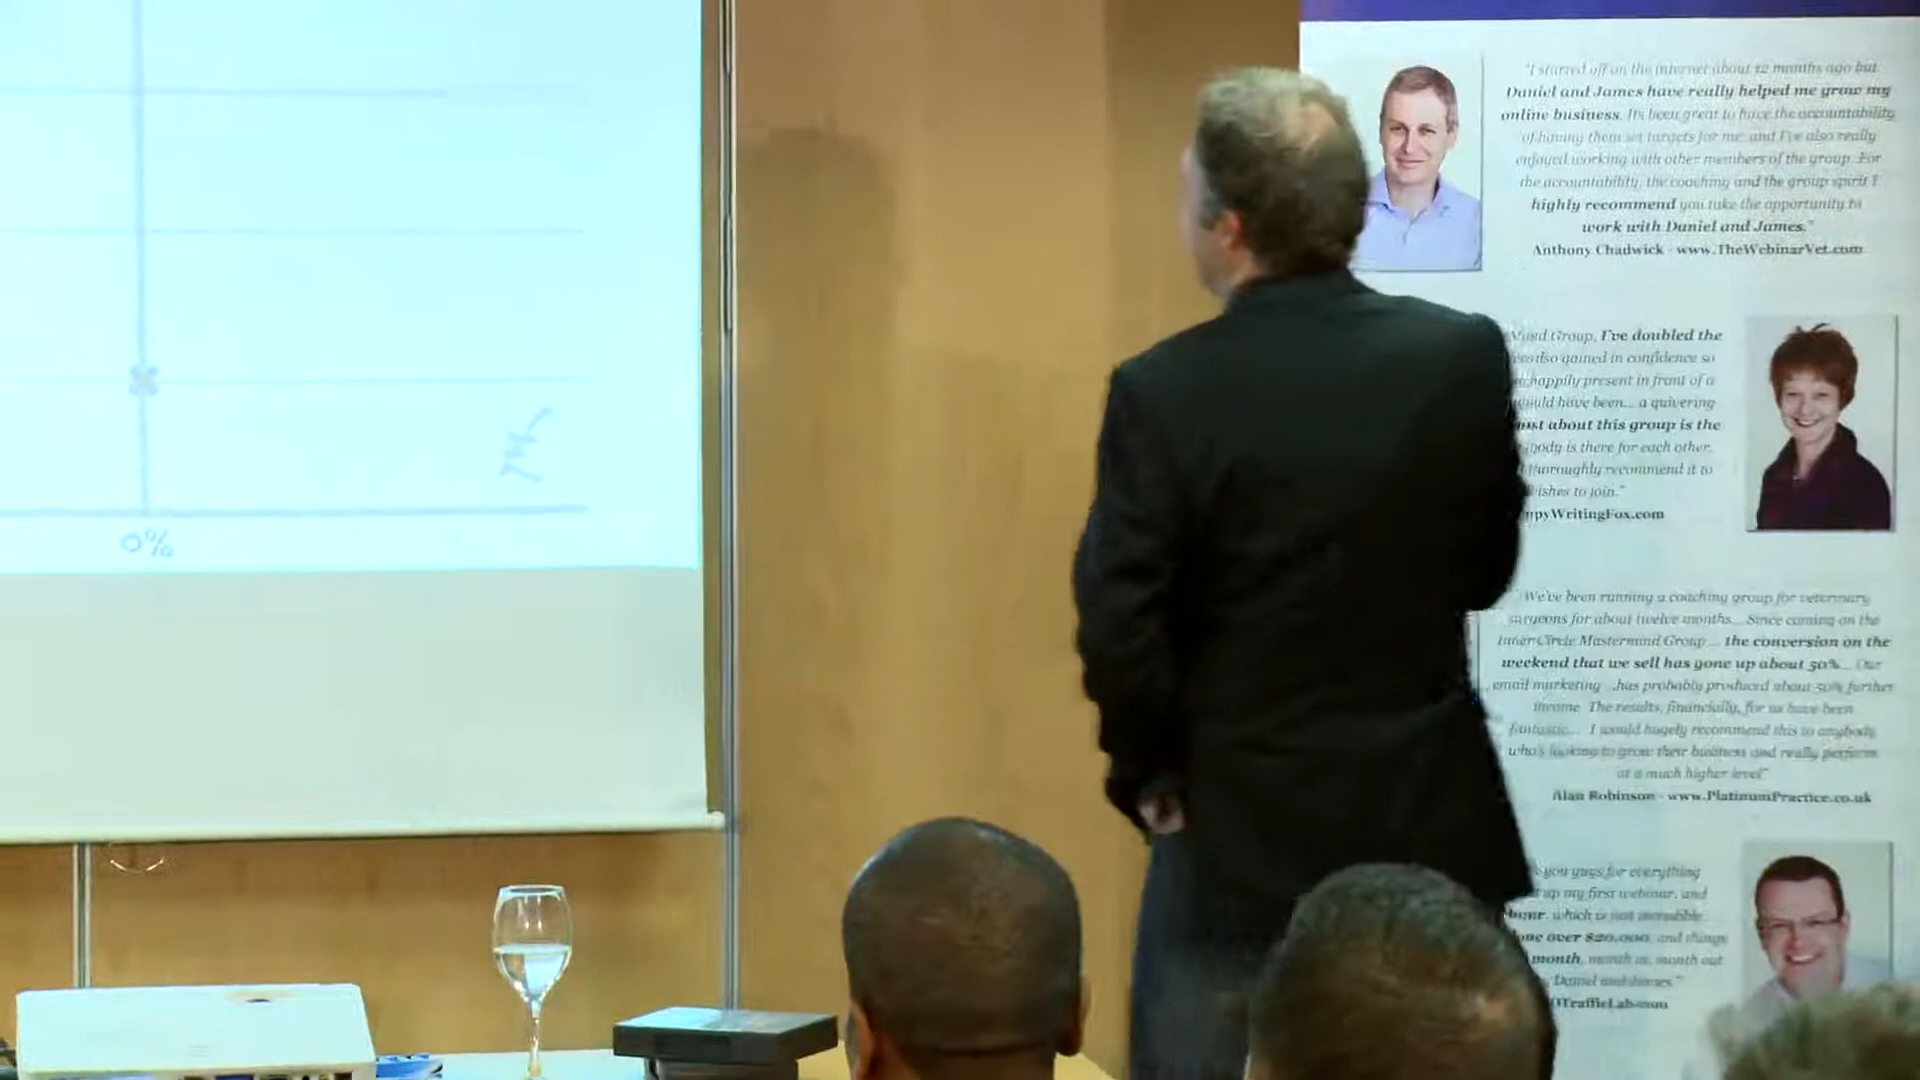 0%
"I started off on the internet about 12 months ago but
Daniel and James have really helped me grow my
online business. Its been great to have the accountability
of having them set targets for me, and I've also really
enjoyed working with other members of the group. For
the accountability, the coaching and the group spirit I
highly recommend you take the opportunity to
work with Daniel and James."
Anthony Chadwick - www.TheWebinarVet.com
Group, I've doubled the
also gained in confidence so
happily present in front of a
would have been... a quivering
about this group is the
is there for each other.
thoroughly recommend it to
to join."
WritingFox.com
"We've been running a coaching group for veterinary
surgeons for about twelve months... Since coming on the
Inner Circle Mastermind Group... the conversion on the
weekend that we sell has gone up about 50%... Our
email marketing ...has probably produced about 50% further
income. The results, financially, for us have been
fantastic... I would hugely recommend this to anybody
who's looking to grow their business and really perform
at a much higher level"
Alan Robinson - www.PlatinumPractice.co.uk
you guys for everything
up my first webinar, and
hour, which is just incredible.
over $20,000, and things
month, month in, month out
Daniel and James."
TrafficLab.com